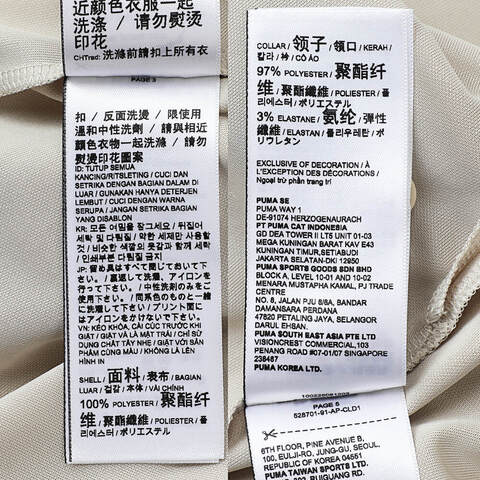 近颜色衣服一起
洗涤 / 请勿熨烫
印花
CHTrad: 洗滌前請扣上所有衣
PAGE 3
扣 / 反面洗燙 / 限使用
溫和中性洗劑 / 請與相近
顏色衣物一起洗滌 / 請勿
熨燙印花圖案
ID: TUTUP SEMUA
KANCING/RITSLETING / CUCI DAN
SETRIKA DENGAN BAGIAN DALAM DI
LUAR / GUNAKAN HANYA DETERJEN
LEMBUT / CUCI DENGAN WARNA
SERUPA / JANGAN SETRIKA BAGIAN
YANG DISABLON
KR: 모든 여밈을 잠그세요 / 뒤집어
세탁 및 다림질 / 약한 세제만 사용할
것 / 비슷한 색깔의 옷감과 함께 세탁
/ 인쇄부분 다림질 금지
JP: 留め具はすべて閉じておいて下
さい。/ 裏返しで洗濯、アイロンを
行って下さい。/ 中性洗剤のみをご
使用下さい。/ 同系色のものと一緒
に洗濯して下さい / プリント面に
はアイロンをかけないで下さい。
VN: KÉO KHÓA, CÀI CÚC TRƯỚC KHI
GIẶT / GIẶT VÀ LÀ MẶT TRÁI / CHỈ SỬ
DỤNG CHẤT TẨY NHẸ / GIẶT VỚI SẢN
PHẨM CÙNG MÀU / KHÔNG LÀ LÊN
HÌNH IN
SHELL / 面料 / 表布 / BAGIAN
LUAR / 겉감 / 本体 / VẢI CHÍNH
100% POLYESTER / 聚酯纤
维 / 聚酯纖維 / POLIESTER / 폴
리에스터 / ポリエステル
COLLAR / 领子 / 領口 / KERAH /
칼라 / 衿 / CỔ ÁO
97% POLYESTER / 聚酯纤
维 / 聚酯纖維 / POLIESTER / 폴
리에스터 / ポリエステル
3% ELASTANE / 氨纶 / 彈性
纖維 / ELASTAN / 폴리우레탄 / ポ
リウレタン
EXCLUSIVE OF DECORATION / À
L'EXCEPTION DES DÉCORATIONS /
Ngoại trừ phần trang trí
PUMA SE
PUMA WAY 1
DE-91074 HERZOGENAURACH
PT PUMA CAT INDONESIA
GD DEA TOWER II LT5 UNIT 01-03
MEGA KUNINGAN BARAT KAV E43
KUNINGAN TIMUR,SETIABUDI
JAKARTA SELATAN-DKI 12950
PUMA SPORTS GOODS SDN BHD
BLOCK A, LEVEL 10-01 AND 10-02
MENARA MUSTAPHA KAMAL, PJ TRADE
CENTRE
NO. 8, JALAN PJU 8/8A, BANDAR
DAMANSARA PERDANA
47820 PETALING JAYA, SELANGOR
DARUL EHSAN.
PUMA SOUTH EAST ASIA PTE LTD
VISIONCREST COMMERCIAL, 103
PENANG ROAD #07-01/07 SINGAPORE
238467
PUMA KOREA LTD.
PAGE 5
528701-91-AP-CLD1
6TH FLOOR, PINE AVENUE B,
100, EULJI-RO, JUNG-GU, SEOUL,
REPUBLIC OF KOREA 04551
PUMA TAIWAN SPORTS LTD.